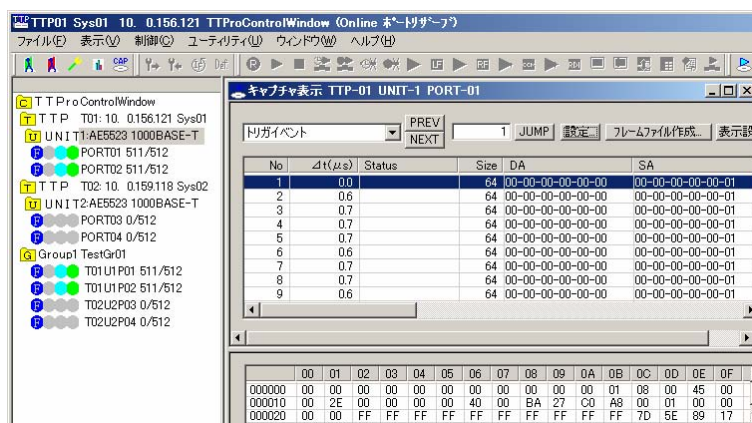 TTP01 Sys01 10. 0.156.121 TTProControlWindow (Online ﾎﾟｰﾄﾘｻﾞｰﾌﾞ)
ファイル(F) 表示(V) 制御(C) ユーティリティ(U) ウィンドウ(W) ヘルプ(H)
CAP
キャプチャ表示 TTP-01 UNIT-1 PORT-01
C TTProControlWindow
T TTP T01: 10. 0.156.121 Sys01
U UNIT1:AE5523 1000BASE-T
F PORT01 511/512
F PORT02 511/512
T TTP T02: 10. 0.159.118 Sys02
U UNIT2:AE5523 1000BASE-T
F PORT03 0/512
F PORT04 0/512
G Group1 TestGr01
F T01U1P01 511/512
F T01U1P02 511/512
F T02U2P03 0/512
F T02U2P04 0/512
トリガイベント PREV NEXT 1 JUMP 設定... フレームファイル作成... 表示設
No Δt(μs) Status Size DA SA
1 0.0 64 00-00-00-00-00-00 00-00-00-00-00-01
2 0.6 64 00-00-00-00-00-00 00-00-00-00-00-01
3 0.7 64 00-00-00-00-00-00 00-00-00-00-00-01
4 0.7 64 00-00-00-00-00-00 00-00-00-00-00-01
5 0.7 64 00-00-00-00-00-00 00-00-00-00-00-01
6 0.6 64 00-00-00-00-00-00 00-00-00-00-00-01
7 0.7 64 00-00-00-00-00-00 00-00-00-00-00-01
8 0.7 64 00-00-00-00-00-00 00-00-00-00-00-01
9 0.6 64 00-00-00-00-00-00 00-00-00-00-00-01
00 01 02 03 04 05 06 07 08 09 0A 0B 0C 0D 0E 0F
000000 00 00 00 00 00 00 00 00 00 00 00 01 08 00 45 00
000010 00 2E 00 00 00 00 40 00 BA 27 C0 A8 00 01 00 00
000020 00 00 FF FF FF FF FF FF FF FF FF FF 7D 5E 89 17